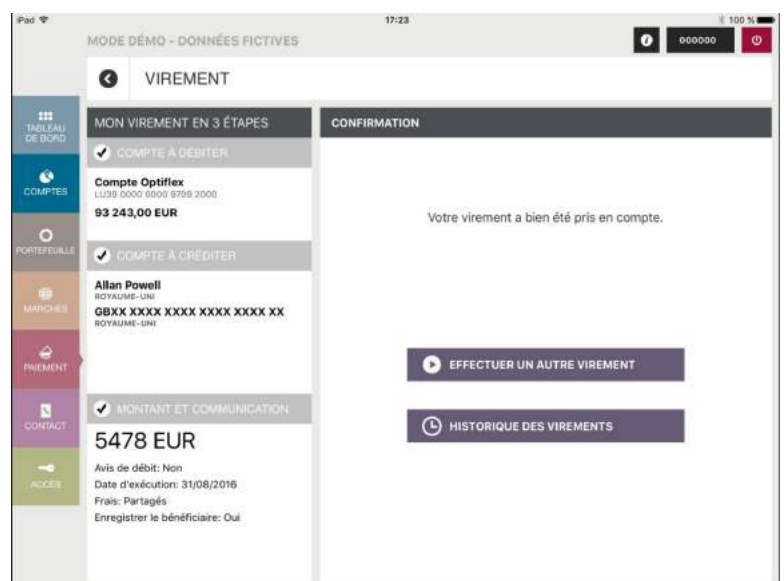 iPad
17:23
100 %
MODE DÉMO - DONNÉES FICTIVES
000000
VIREMENT
TABLEAU
DE BORD
COMPTES
PORTEFEUILLE
MARCHÉS
PAIEMENT
CONTACT
ACCÈS
MON VIREMENT EN 3 ÉTAPES
COMPTE À DÉBITER
Compte Optiflex
LU39 0000 0000 9709 2000
93 243,00 EUR
COMPTE À CRÉDITER
Allan Powell
ROYAUME-UNI
GBXX XXXX XXXX XXXX XXXX XX
ROYAUME-UNI
MONTANT ET COMMUNICATION
5478 EUR
Avis de débit: Non
Date d'exécution: 31/08/2016
Frais: Partagés
Enregistrer le bénéficiaire: Oui
CONFIRMATION
Votre virement a bien été pris en compte.
EFFECTUER UN AUTRE VIREMENT
HISTORIQUE DES VIREMENTS